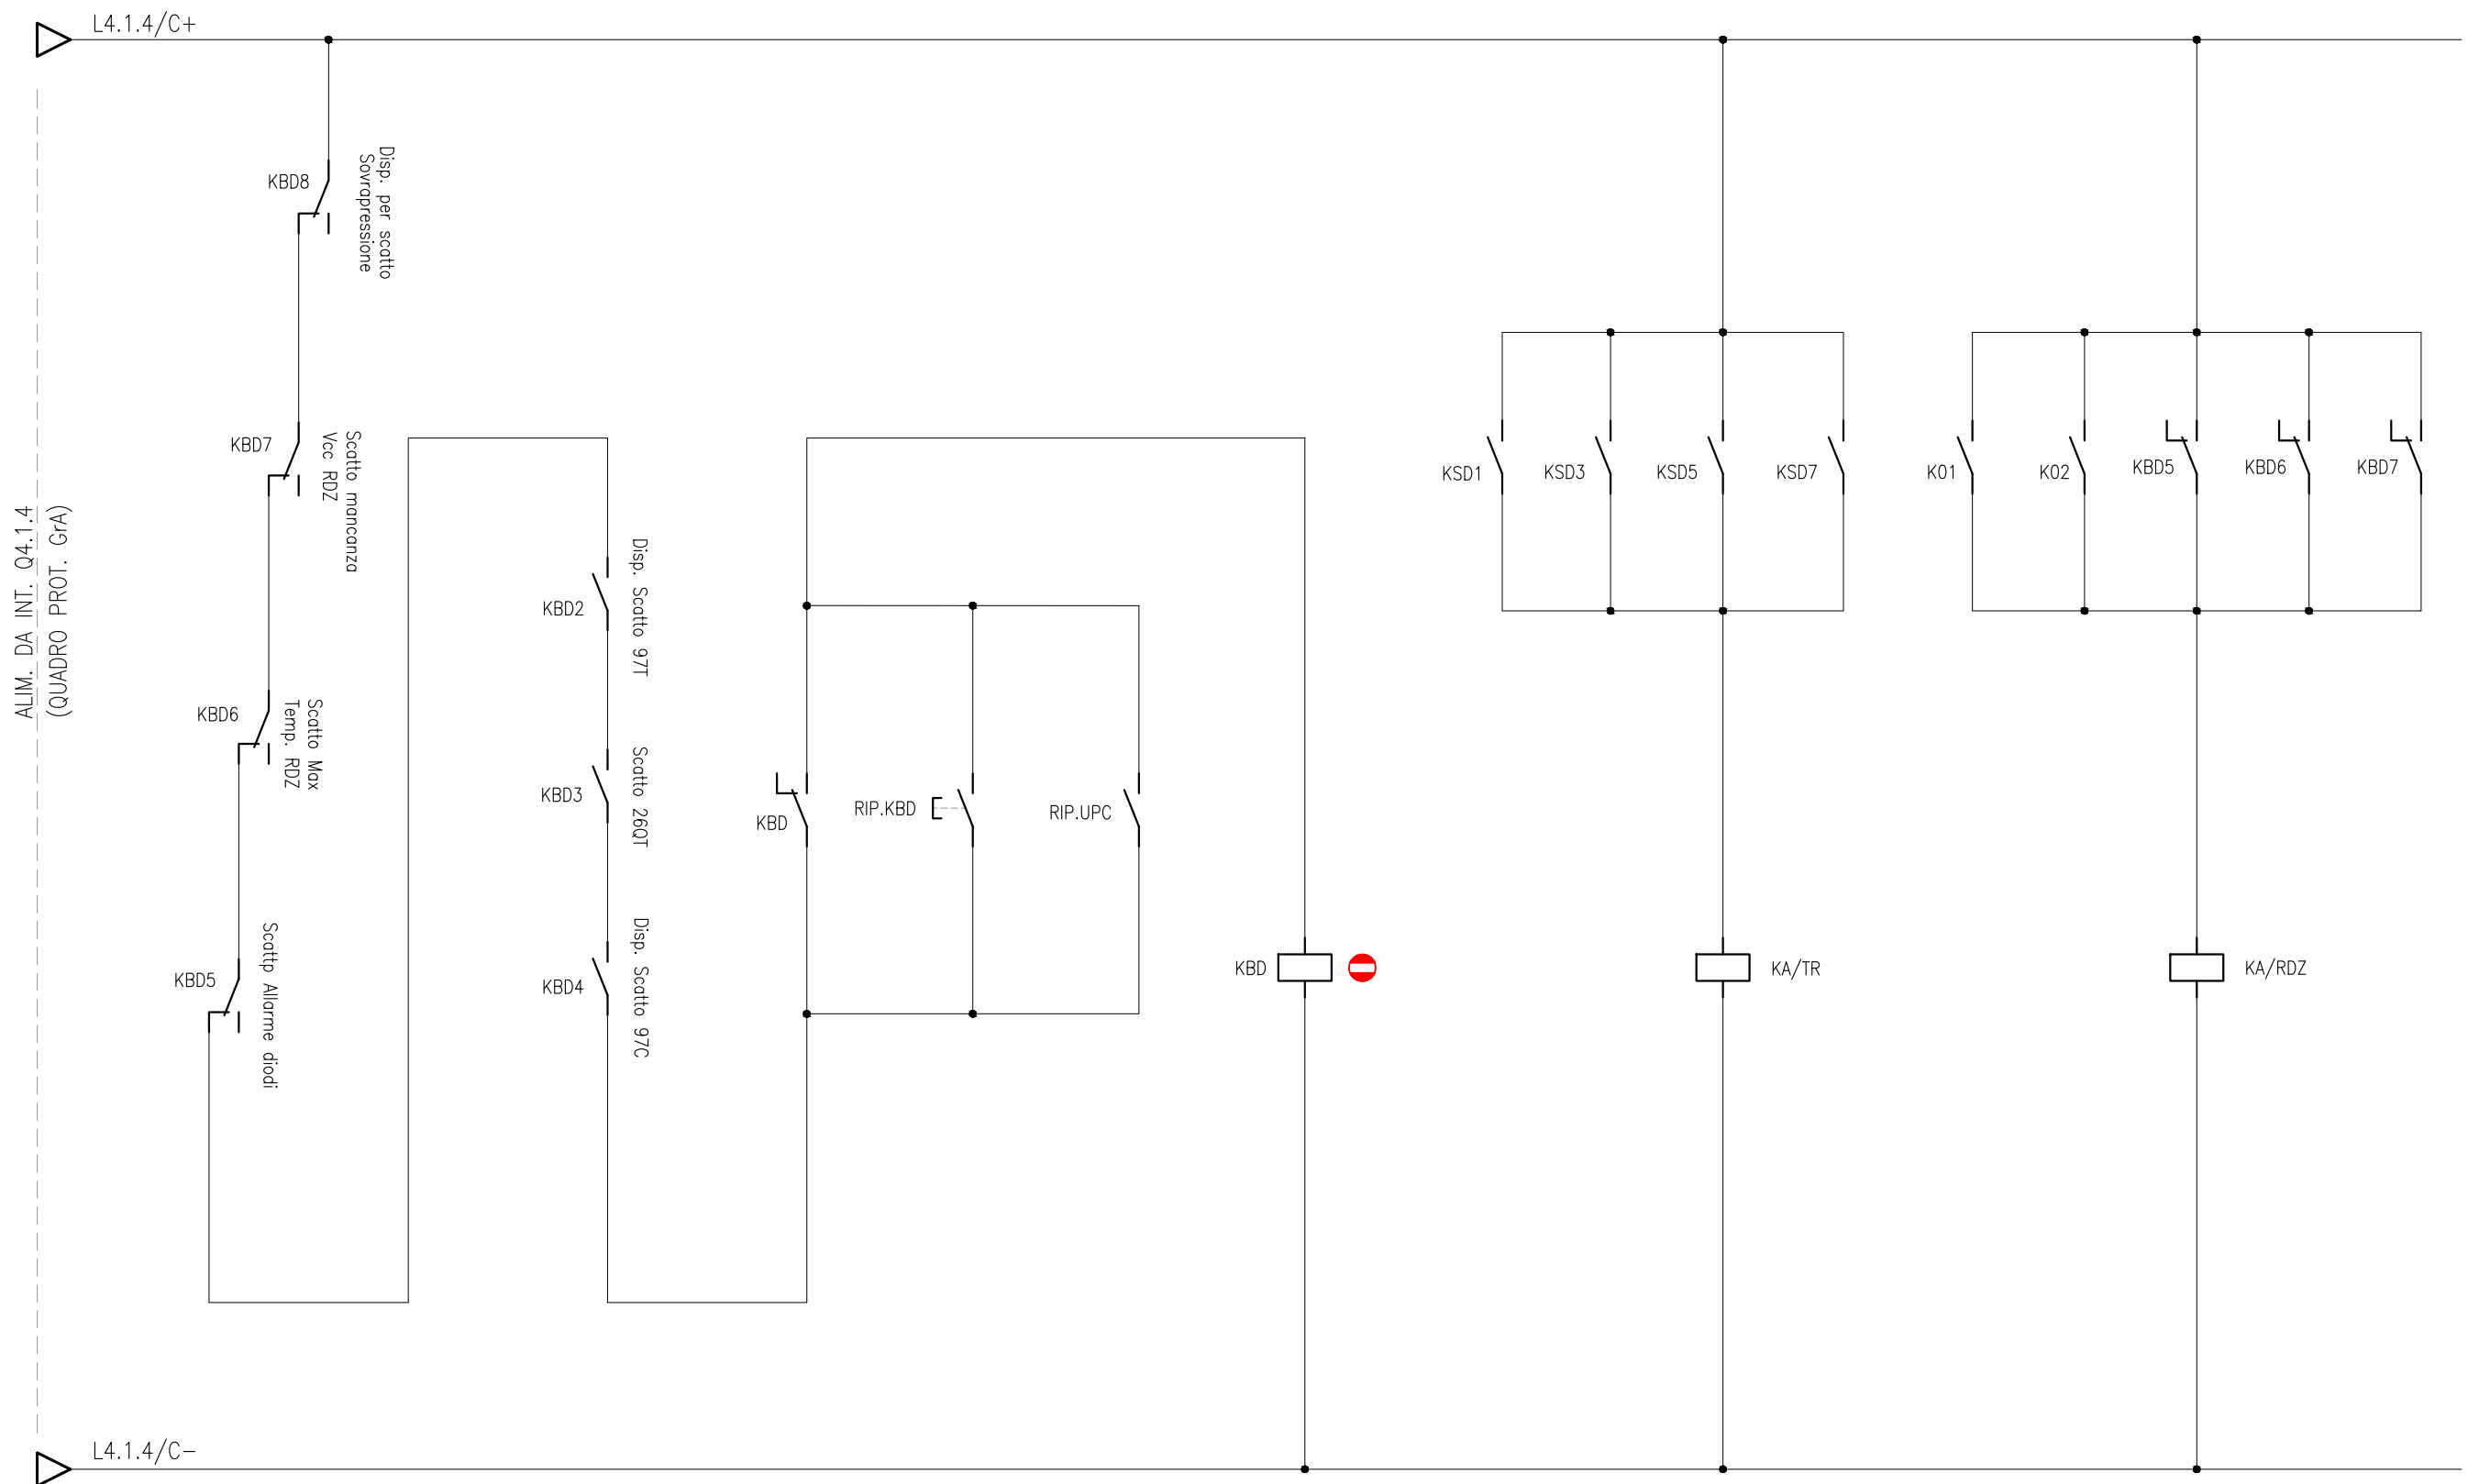 L4.1.4/C+
Disp. per scatto
Sovrapressione
KBD8
Scatto mancanza
Vcc RDZ
KBD7
Scatto Max
Temp. RDZ
KBD6
Scattp Allarme diodi
KBD5
ALIM. DA INT. Q4.1.4
(QUADRO PROT. GrA)
KBD2
Disp. Scatto 97T
KBD3
Scatto 26QT
KBD4
Disp. Scatto 97C
KBD
RIP.KBD
RIP.UPC
KBD
KSD1
KSD3
KSD5
KSD7
KA/TR
K01
K02
KBD5
KBD6
KBD7
KA/RDZ
L4.1.4/C-